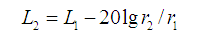 L₂ = L₁ − 20lg r₂ / r₁